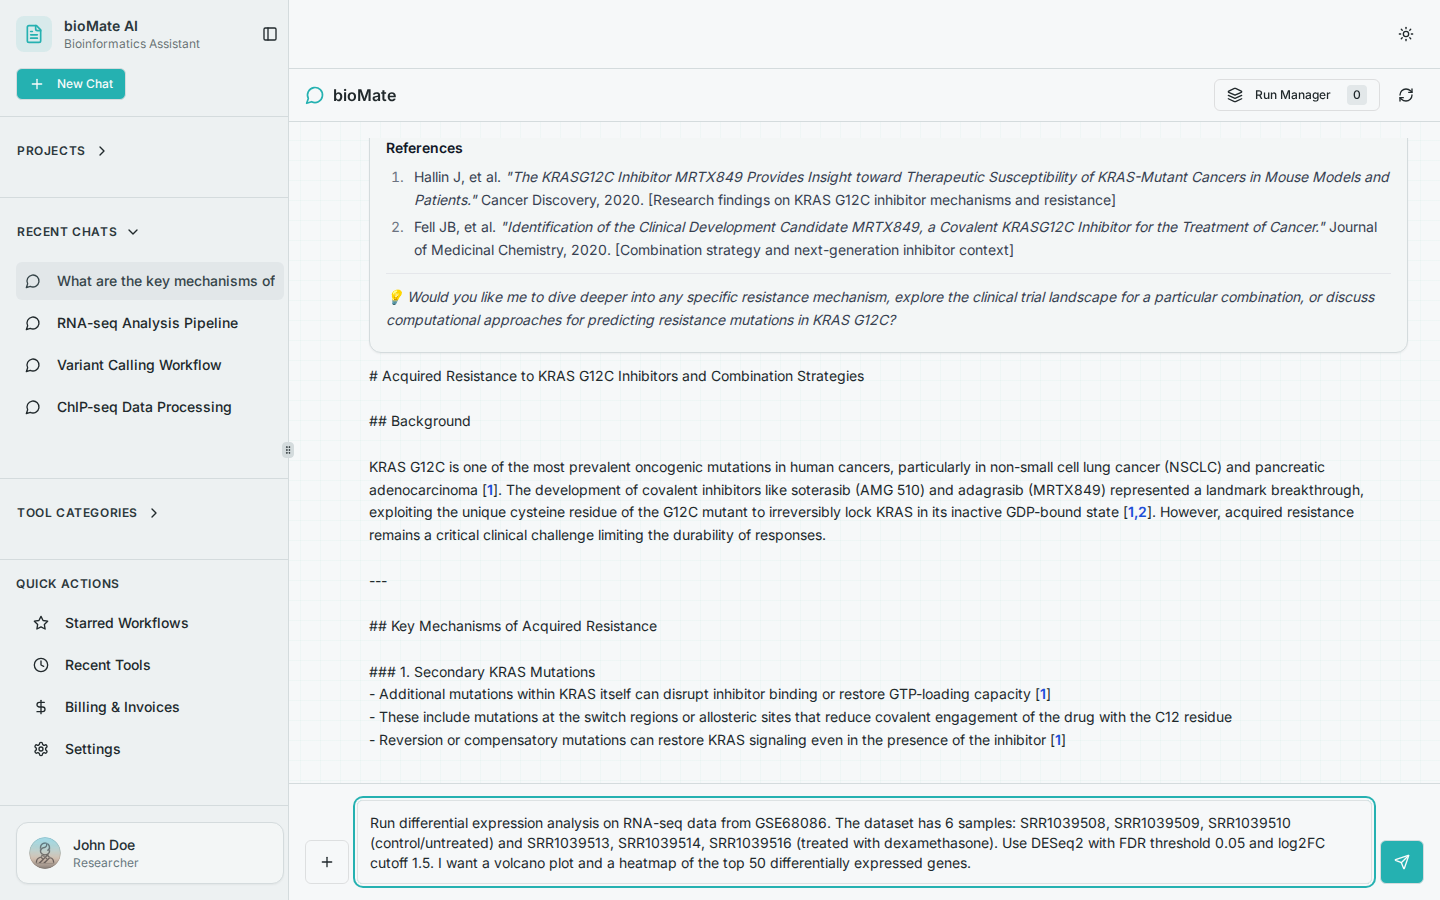 bioMate AI
Bioinformatics Assistant
New Chat
PROJECTS
RECENT CHATS
What are the key mechanisms of
RNA-seq Analysis Pipeline
Variant Calling Workflow
ChIP-seq Data Processing
TOOL CATEGORIES
QUICK ACTIONS
Starred Workflows
Recent Tools
Billing & Invoices
Settings
John Doe
Researcher
bioMate
Run Manager 0
References
1. Hallin J, et al. "The KRASG12C Inhibitor MRTX849 Provides Insight toward Therapeutic Susceptibility of KRAS-Mutant Cancers in Mouse Models and
Patients." Cancer Discovery, 2020. [Research findings on KRAS G12C inhibitor mechanisms and resistance]
2. Fell JB, et al. "Identification of the Clinical Development Candidate MRTX849, a Covalent KRASG12C Inhibitor for the Treatment of Cancer." Journal
of Medicinal Chemistry, 2020. [Combination strategy and next-generation inhibitor context]
💡 Would you like me to dive deeper into any specific resistance mechanism, explore the clinical trial landscape for a particular combination, or discuss
computational approaches for predicting resistance mutations in KRAS G12C?
# Acquired Resistance to KRAS G12C Inhibitors and Combination Strategies
## Background
KRAS G12C is one of the most prevalent oncogenic mutations in human cancers, particularly in non-small cell lung cancer (NSCLC) and pancreatic
adenocarcinoma [1]. The development of covalent inhibitors like soterasib (AMG 510) and adagrasib (MRTX849) represented a landmark breakthrough,
exploiting the unique cysteine residue of the G12C mutant to irreversibly lock KRAS in its inactive GDP-bound state [1,2]. However, acquired resistance
remains a critical clinical challenge limiting the durability of responses.
---
## Key Mechanisms of Acquired Resistance
### 1. Secondary KRAS Mutations
- Additional mutations within KRAS itself can disrupt inhibitor binding or restore GTP-loading capacity [1]
- These include mutations at the switch regions or allosteric sites that reduce covalent engagement of the drug with the C12 residue
- Reversion or compensatory mutations can restore KRAS signaling even in the presence of the inhibitor [1]
Run differential expression analysis on RNA-seq data from GSE68086. The dataset has 6 samples: SRR1039508, SRR1039509, SRR1039510
(control/untreated) and SRR1039513, SRR1039514, SRR1039516 (treated with dexamethasone). Use DESeq2 with FDR threshold 0.05 and log2FC
cutoff 1.5. I want a volcano plot and a heatmap of the top 50 differentially expressed genes.